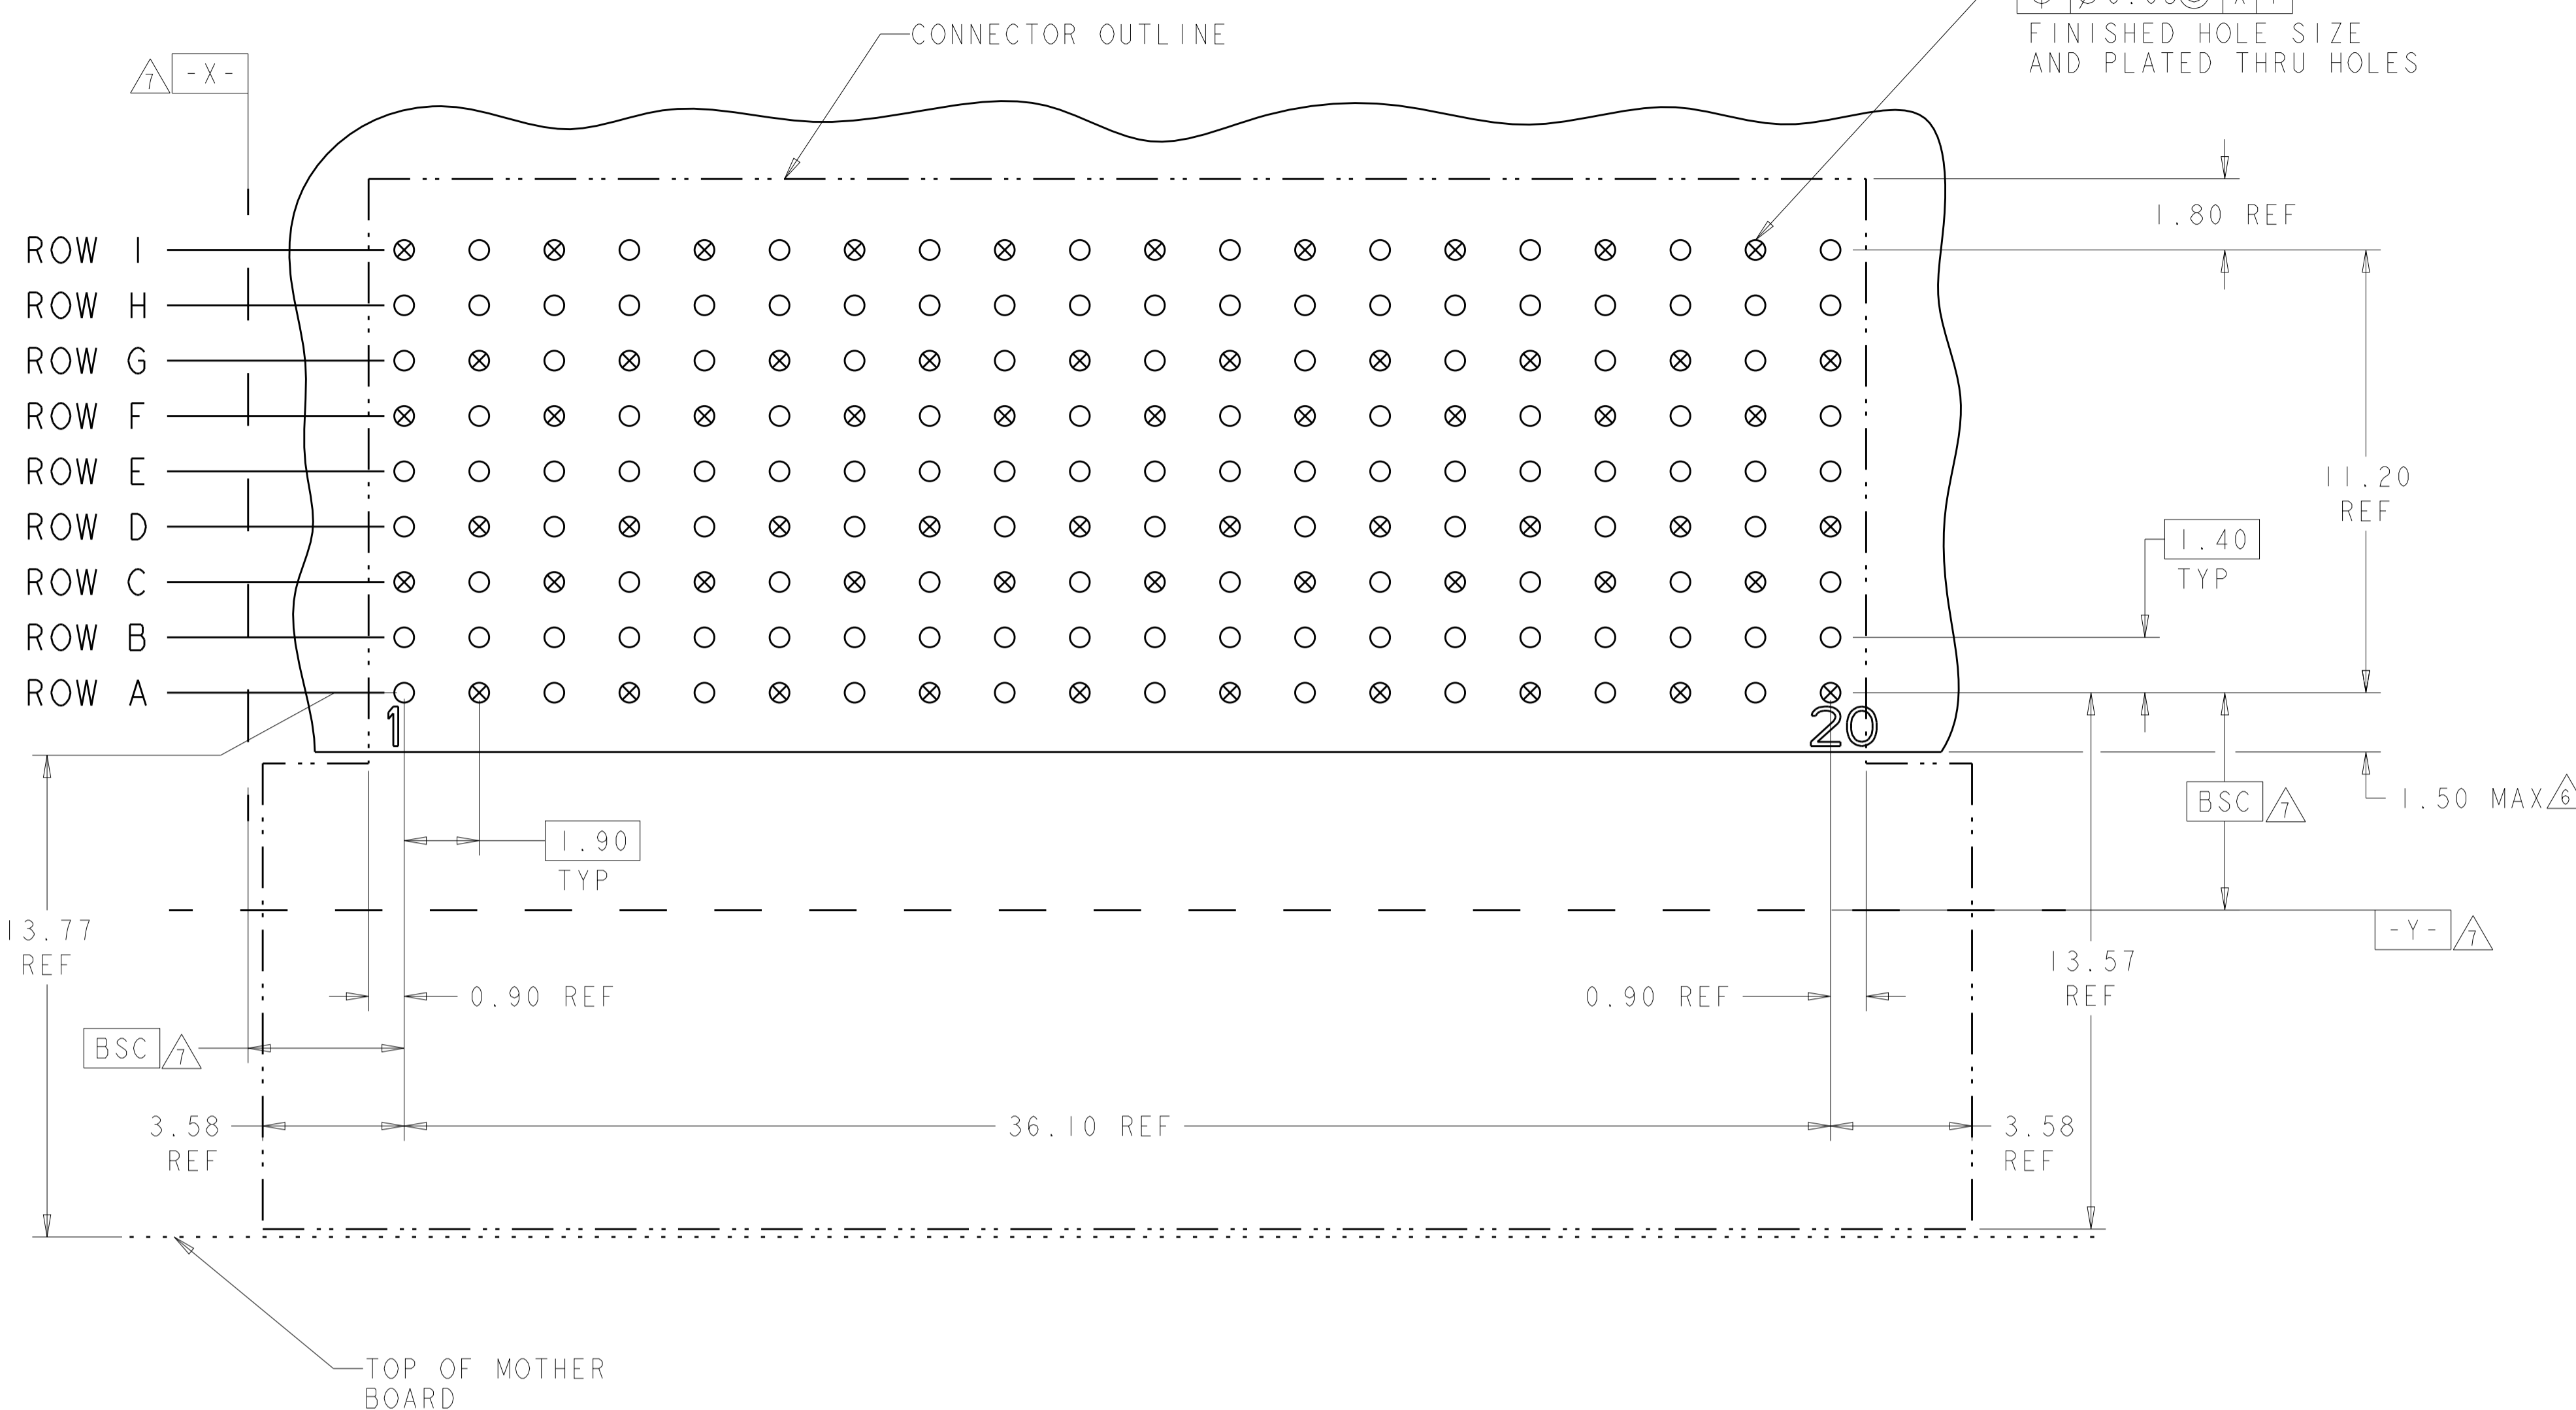 FINISHED HOLE SIZE
AND PLATED THRU HOLES
CONNECTOR OUTLINE
7 -X-
1.80 REF
ROW I
ROW H
ROW G
ROW F
ROW E
ROW D
ROW C
ROW B
ROW A
11.20
REF
1.40
TYP
1
20
BSC 7
1.50 MAX 6
1.90
TYP
13.77
REF
-Y- 7
13.57
REF
0.90 REF
0.90 REF
BSC 7
3.58
REF
36.10 REF
3.58
REF
TOP OF MOTHER
BOARD